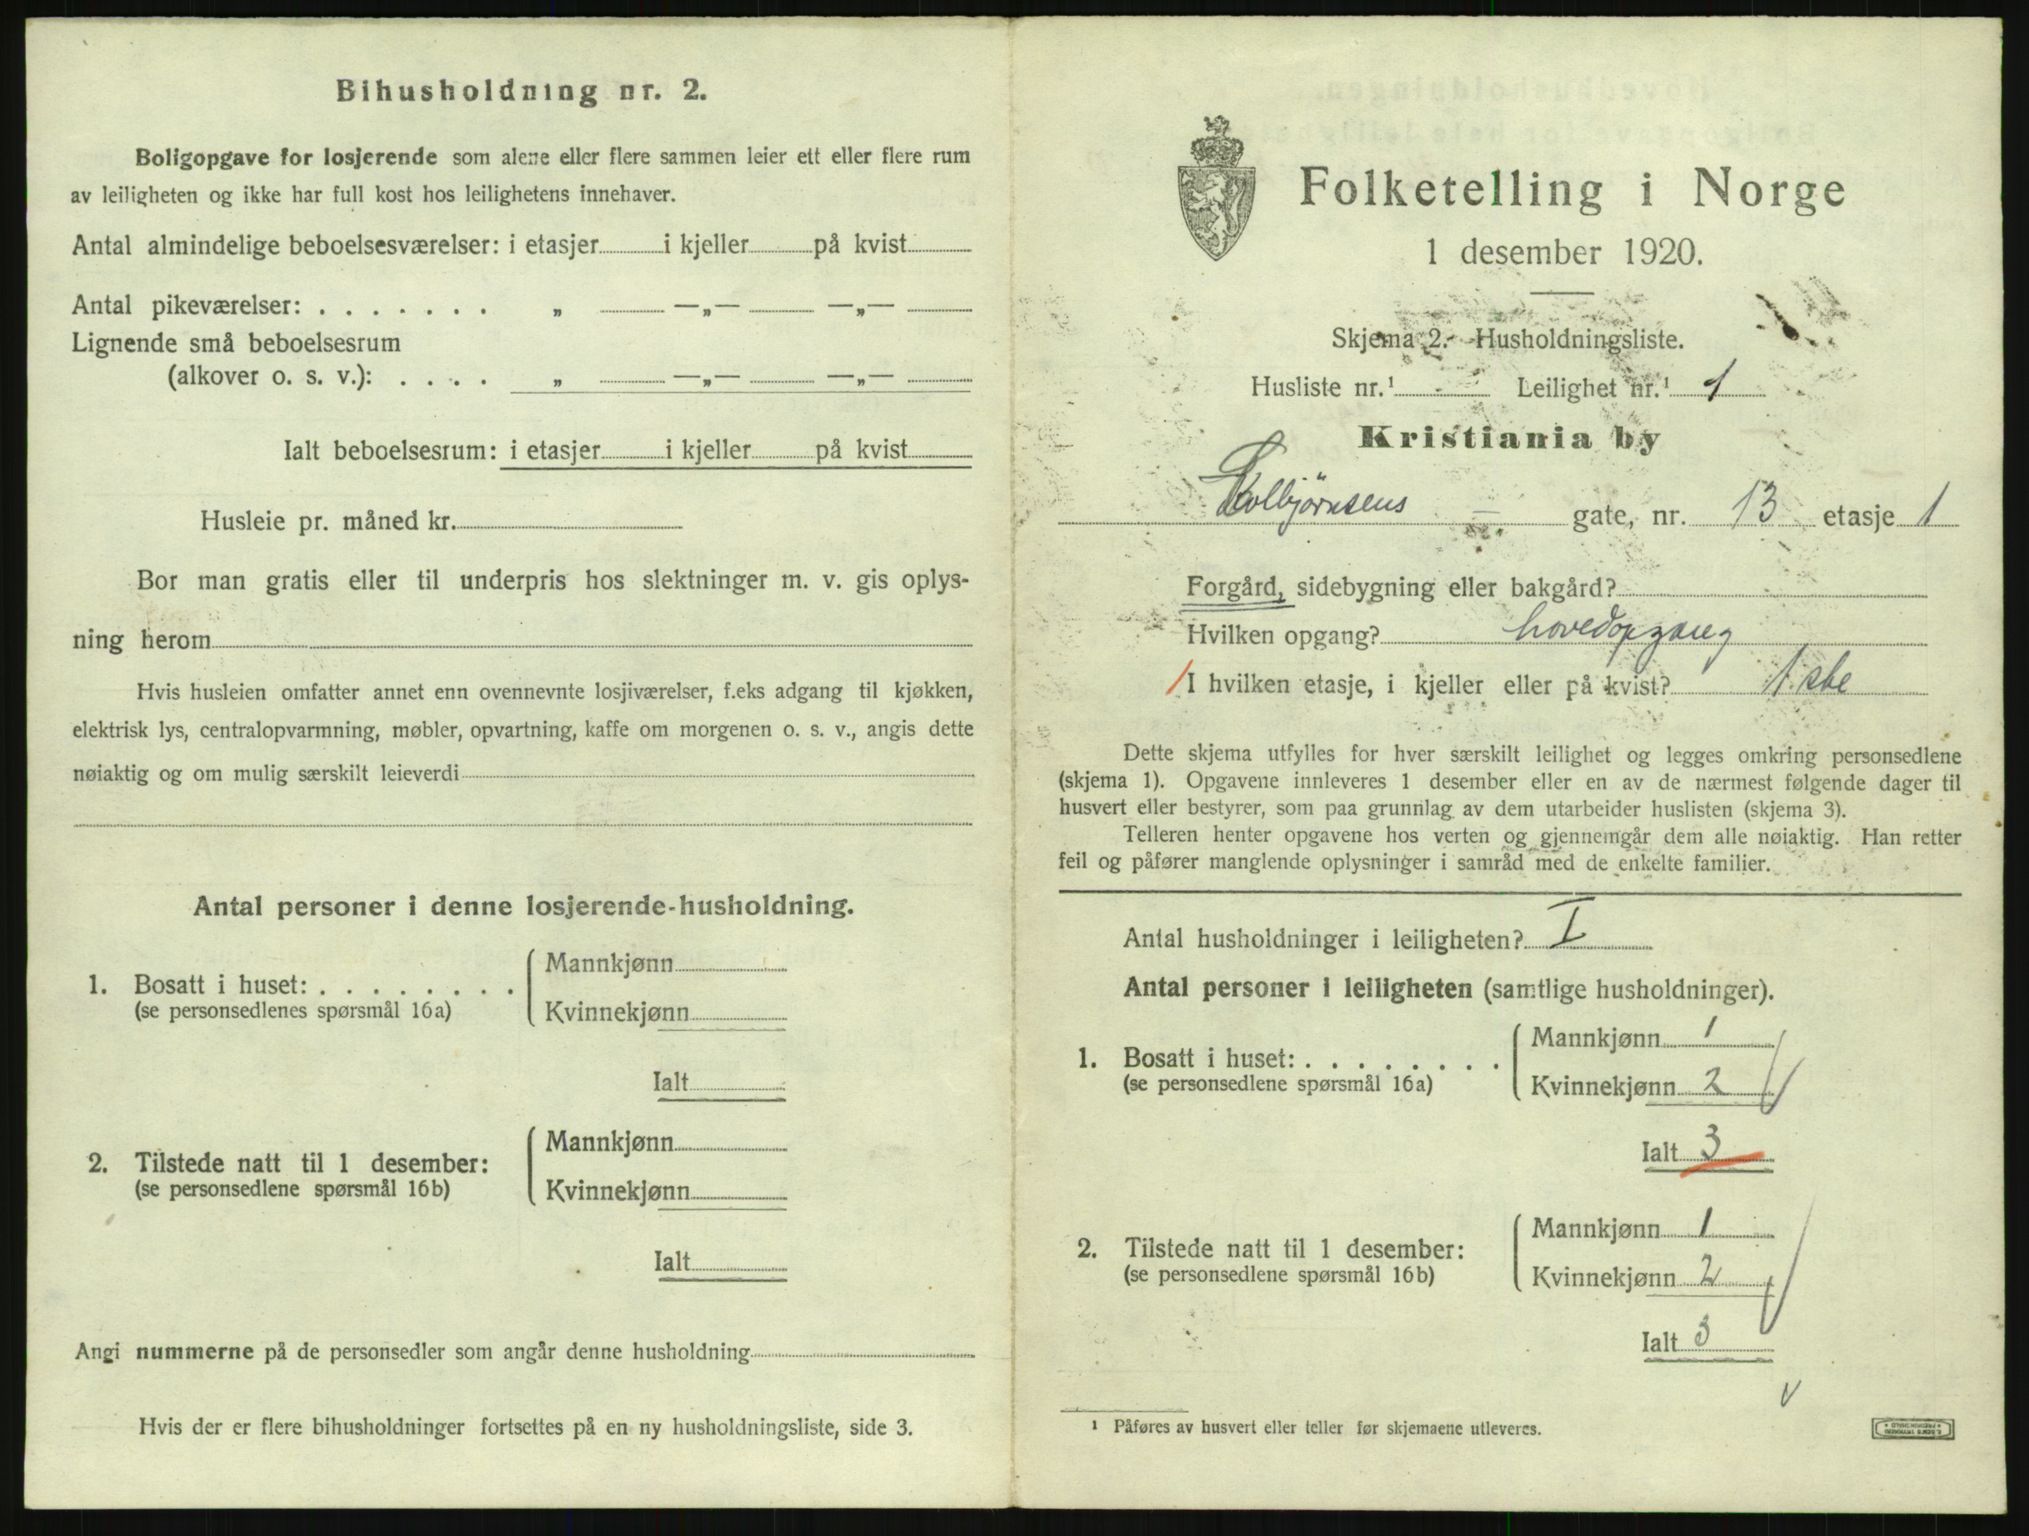 Bihusholdning nr. 2.
Boligopgave for losjerende som alene eller flere sammen leier ett eller flere rum
av leiligheten og ikke har full kost hos leilighetens innehaver.
Antal almindelige beboelsesværelser: i etasjer i kjeller på kvist
Antal pikeværelser: . . . . . . . „ —„— —„—
Lignende små beboelsesrum
(alkover o. s. v.): . . . . „ —„— —„—
Ialt beboelsesrum: i etasjer i kjeller på kvist
Husleie pr. måned kr.
Bor man gratis eller til underpris hos slektninger m. v. gis oplys-
ning herom
Hvis husleien omfatter annet enn ovennevnte losjiværelser, f.eks adgang til kjøkken,
elektrisk lys, centralopvarmning, møbler, opvartning, kaffe om morgenen o. s. v., angis dette
nøiaktig og om mulig særskilt leieverdi
Antal personer i denne losjerende-husholdning.
1. Bosatt i huset: . . . . . . . .
(se personsedlenes spørsmål 16a)
Mannkjønn
Kvinnekjønn
Ialt
2. Tilstede natt til 1 desember:
(se personsedlene spørsmål 16b)
Mannkjønn
Kvinnekjønn
Ialt
Angi nummerne på de personsedler som angår denne husholdning
Hvis der er flere bihusholdninger fortsettes på en ny husholdningsliste, side 3.
Folketelling i Norge
1 desember 1920.
Skjema 2. Husholdningsliste.
Husliste nr.¹ Leilighet nr.¹ 1
Kristiania by
Kolbjørnsens gate, nr. 13 etasje 1
Forgård, sidebygning eller bakgård?
Hvilken opgang? hovedopgang
I hvilken etasje, i kjeller eller på kvist? 1.ste
Dette skjema utfylles for hver særskilt leilighet og legges omkring personsedlene
(skjema 1). Opgavene innleveres 1 desember eller en av de nærmest følgende dager til
husvert eller bestyrer, som paa grunnlag av dem utarbeider huslisten (skjema 3).
Telleren henter opgavene hos verten og gjennemgår dem alle nøiaktig. Han retter
feil og påfører manglende oplysninger i samråd med de enkelte familier.
Antal husholdninger i leiligheten? I
Antal personer i leiligheten (samtlige husholdninger).
1. Bosatt i huset: . . . . . . . .
(se personsedlene spørsmål 16a)
Mannkjønn 1
Kvinnekjønn 2
Ialt 3
2. Tilstede natt til 1 desember:
(se personsedlene spørsmål 16b)
Mannkjønn 1
Kvinnekjønn 2
Ialt 3
¹ Påføres av husvert eller teller før skjemaene utleveres.